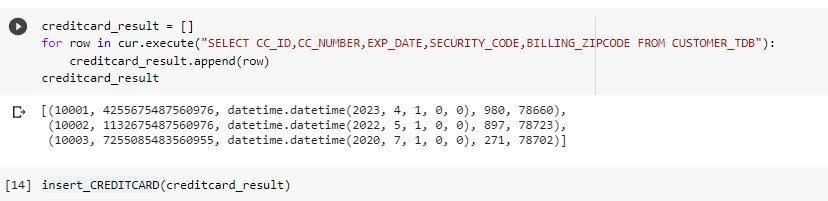 creditcard_result = []
for row in cur.execute("SELECT CC_ID,CC_NUMBER,EXP_DATE,SECURITY_CODE,BILLING_ZIPCODE FROM CUSTOMER_TDB"):
    creditcard_result.append(row)
creditcard_result
[(10001, 4255675487560976, datetime.datetime(2023, 4, 1, 0, 0), 980, 78660),
 (10002, 1132675487560976, datetime.datetime(2022, 5, 1, 0, 0), 897, 78723),
 (10003, 7255085483560955, datetime.datetime(2020, 7, 1, 0, 0), 271, 78702)]
[14] insert_CREDITCARD(creditcard_result)